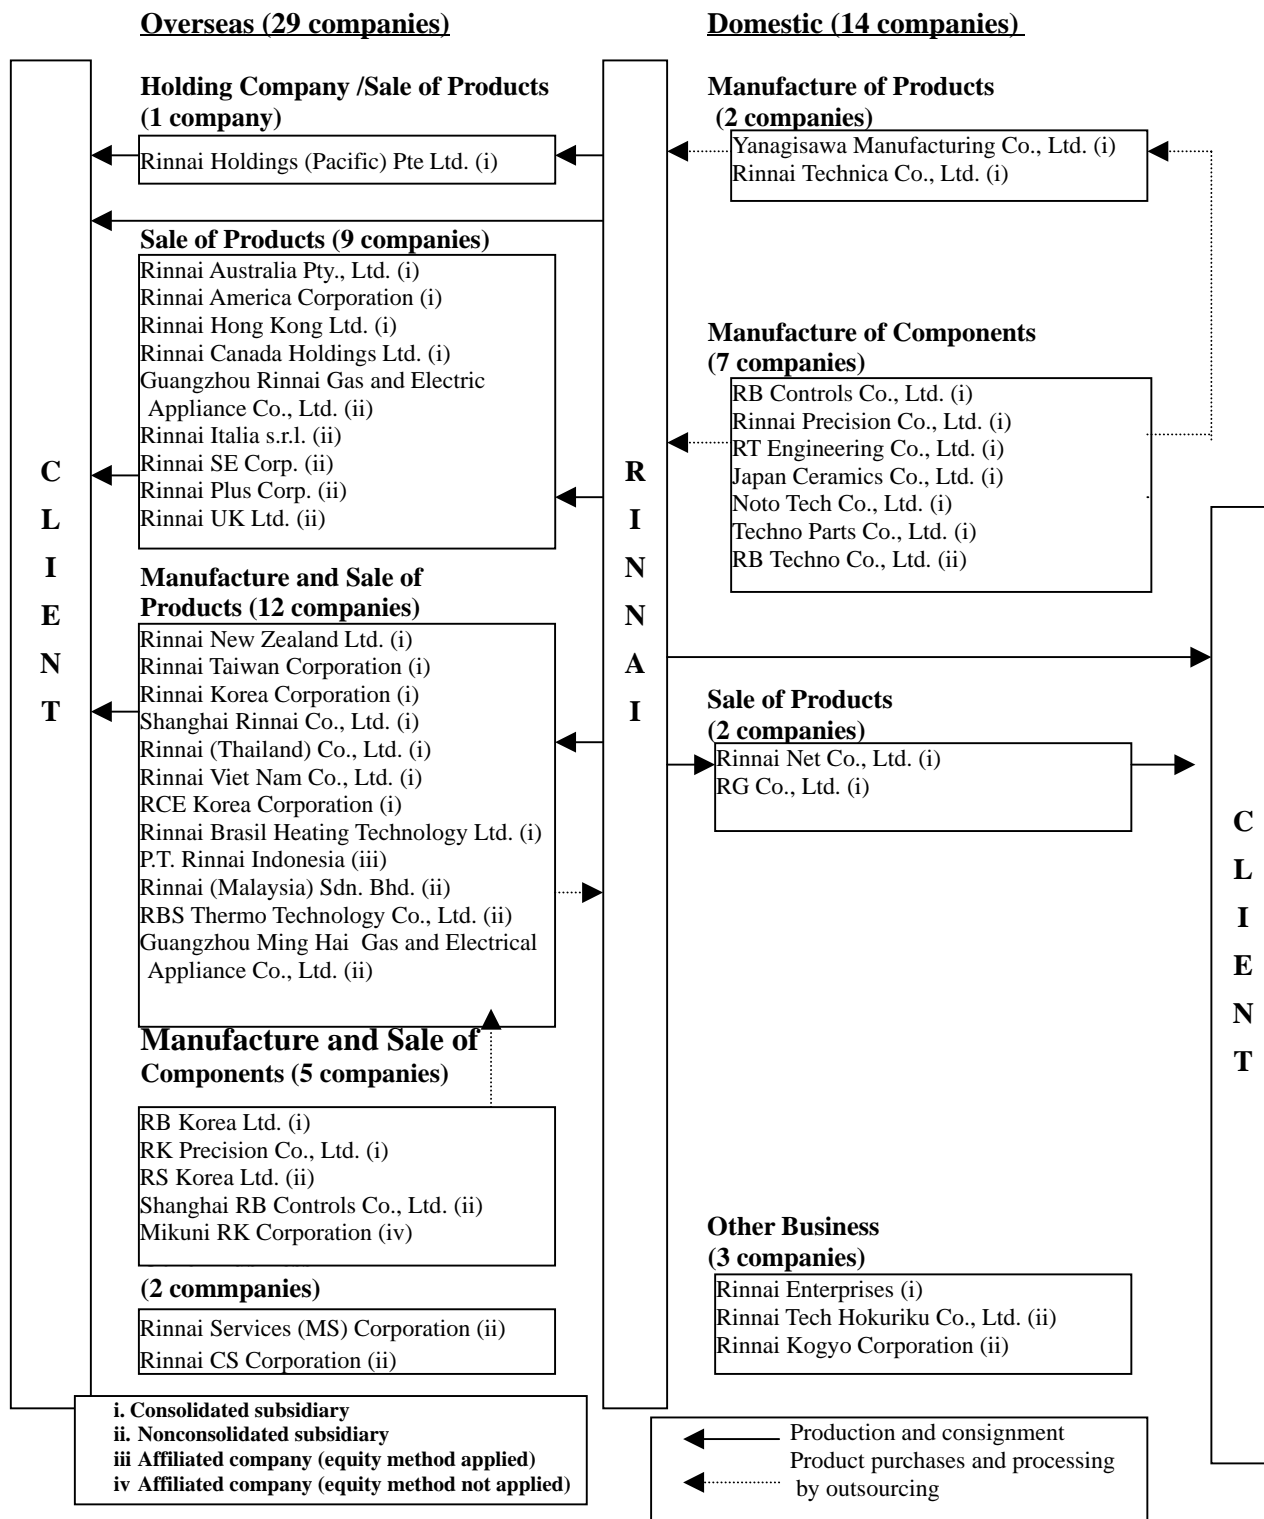 Overseas (29 companies)
Domestic (14 companies)
Holding Company /Sale of Products
(1 company)
Rinnai Holdings (Pacific) Pte Ltd. (i)
Sale of Products (9 companies)
Rinnai Australia Pty., Ltd. (i)
Rinnai America Corporation (i)
Rinnai Hong Kong Ltd. (i)
Rinnai Canada Holdings Ltd. (i)
Guangzhou Rinnai Gas and Electric
Appliance Co., Ltd. (ii)
Rinnai Italia s.r.l. (ii)
Rinnai SE Corp. (ii)
Rinnai Plus Corp. (ii)
Rinnai UK Ltd. (ii)
Manufacture and Sale of
Products (12 companies)
Rinnai New Zealand Ltd. (i)
Rinnai Taiwan Corporation (i)
Rinnai Korea Corporation (i)
Shanghai Rinnai Co., Ltd. (i)
Rinnai (Thailand) Co., Ltd. (i)
Rinnai Viet Nam Co., Ltd. (i)
RCE Korea Corporation (i)
Rinnai Brasil Heating Technology Ltd. (i)
P.T. Rinnai Indonesia (iii)
Rinnai (Malaysia) Sdn. Bhd. (ii)
RBS Thermo Technology Co., Ltd. (ii)
Guangzhou Ming Hai Gas and Electrical
Appliance Co., Ltd. (ii)
Manufacture and Sale of
Components (5 companies)
RB Korea Ltd. (i)
RK Precision Co., Ltd. (i)
RS Korea Ltd. (ii)
Shanghai RB Controls Co., Ltd. (ii)
Mikuni RK Corporation (iv)
(2 commpanies)
Rinnai Services (MS) Corporation (ii)
Rinnai CS Corporation (ii)
C
L
I
E
N
T
R
I
N
N
A
I
Manufacture of Products
(2 companies)
Yanagisawa Manufacturing Co., Ltd. (i)
Rinnai Technica Co., Ltd. (i)
Manufacture of Components
(7 companies)
RB Controls Co., Ltd. (i)
Rinnai Precision Co., Ltd. (i)
RT Engineering Co., Ltd. (i)
Japan Ceramics Co., Ltd. (i)
Noto Tech Co., Ltd. (i)
Techno Parts Co., Ltd. (i)
RB Techno Co., Ltd. (ii)
Sale of Products
(2 companies)
Rinnai Net Co., Ltd. (i)
RG Co., Ltd. (i)
Other Business
(3 companies)
Rinnai Enterprises (i)
Rinnai Tech Hokuriku Co., Ltd. (ii)
Rinnai Kogyo Corporation (ii)
C
L
I
E
N
T
i. Consolidated subsidiary
ii. Nonconsolidated subsidiary
iii Affiliated company (equity method applied)
iv Affiliated company (equity method not applied)
Production and consignment
Product purchases and processing
by outsourcing